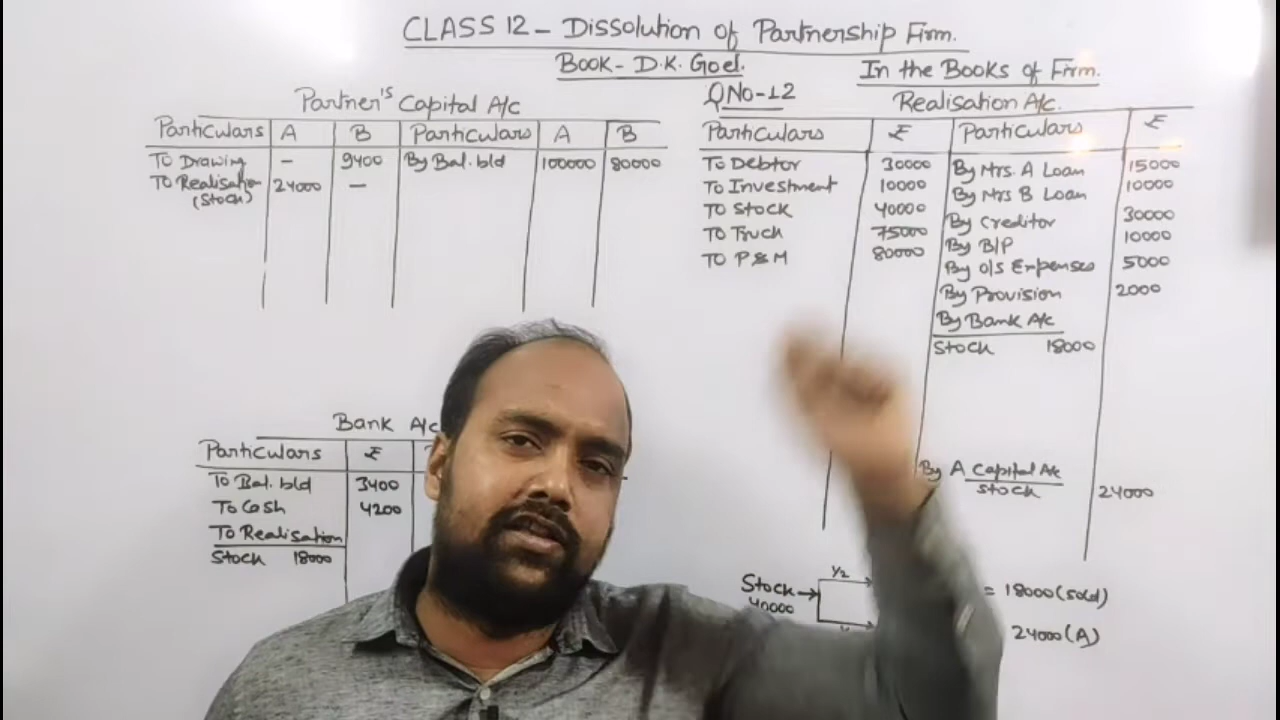 CLASS 12 - Dissolution of Partnership Firm.
Book - D.K. Goel.
In the Books of Firm.
Partner's Capital A/c
Particulars A B Particulars A B
To Drawing - 9400 By Bal. b/d 100000 80000
To Realisation 24000 -
(Stock)
QNo-12
Realisation A/c.
Particulars ₹ Particulars ₹
To Debtor 30000 By Mrs. A Loan 15000
To Investment 10000 By Mrs B Loan 10000
To Stock 40000 By Creditor 30000
To Truck 75000 By B/P 10000
To P&M 80000 By O/S Expenses 5000
By Provision 2000
By Bank A/c
Stock 18000
By A Capital A/c
Stock 24000
Bank A/c
Particulars ₹
To Bal. b/d 3400
To Cash 4200
To Realisation
Stock 18000
Stock → 1/2
40000
= 18000 (sold)
24000 (A)